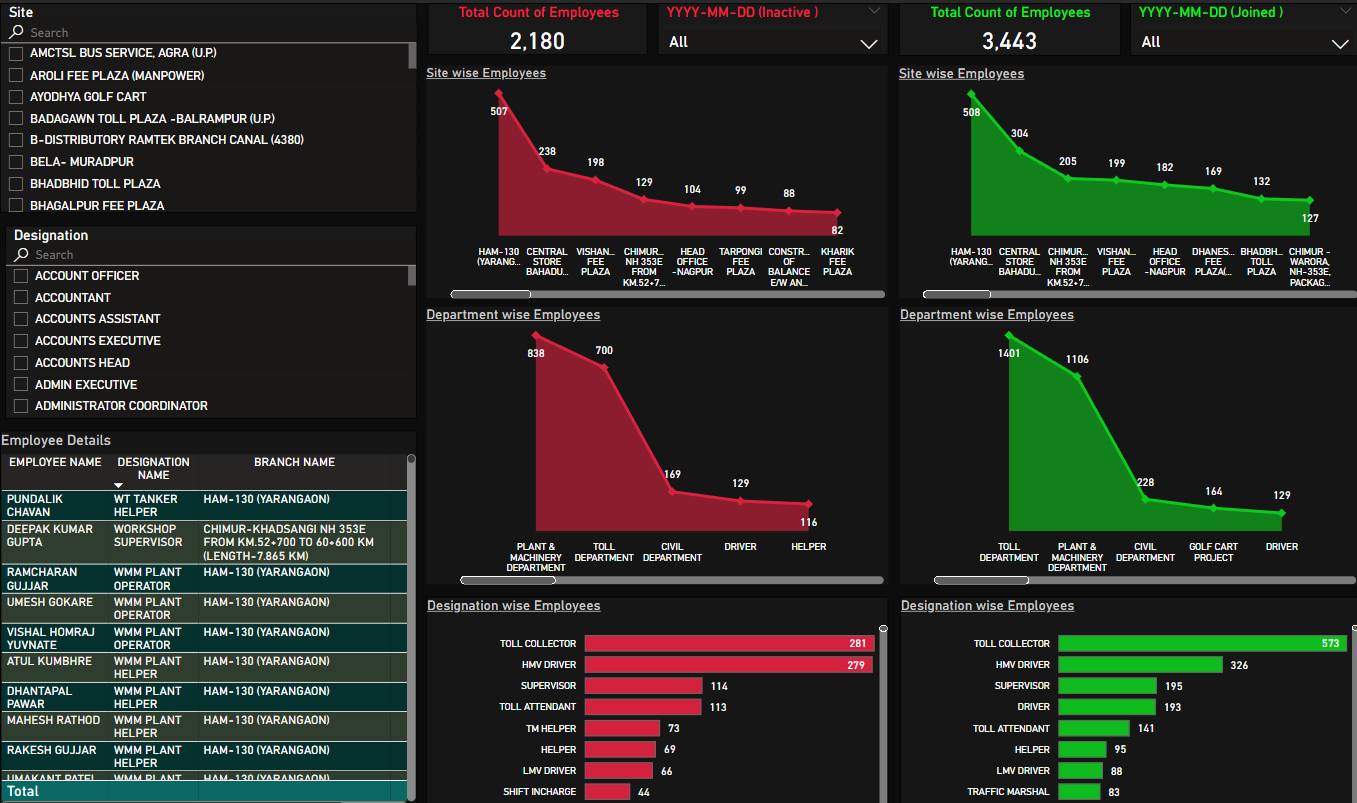 Site
Search
AMCTSL BUS SERVICE, AGRA (U.P.)
AROLI FEE PLAZA (MANPOWER)
AYODHYA GOLF CART
BADAGAWN TOLL PLAZA -BALRAMPUR (U.P.)
B-DISTRIBUTORY RAMTEK BRANCH CANAL (4380)
BELA- MURADPUR
BHADBHID TOLL PLAZA
BHAGALPUR FEE PLAZA
Designation
Search
ACCOUNT OFFICER
ACCOUNTANT
ACCOUNTS ASSISTANT
ACCOUNTS EXECUTIVE
ACCOUNTS HEAD
ADMIN EXECUTIVE
ADMINISTRATOR COORDINATOR
Employee Details
EMPLOYEE NAME DESIGNATION NAME BRANCH NAME
PUNDALIK CHAVAN WT TANKER HELPER HAM-130 (YARANGAON)
DEEPAK KUMAR GUPTA WORKSHOP SUPERVISOR CHIMUR-KHADSANGI NH 353E FROM KM.52+700 TO 60+600 KM (LENGTH-7.865 KM)
RAMCHARAN GUJJAR WMM PLANT OPERATOR HAM-130 (YARANGAON)
UMESH GOKARE WMM PLANT OPERATOR HAM-130 (YARANGAON)
VISHAL HOMRAJ YUVNATE WMM PLANT OPERATOR HAM-130 (YARANGAON)
ATUL KUMBHRE WMM PLANT HELPER HAM-130 (YARANGAON)
DHANTAPAL PAWAR WMM PLANT HELPER HAM-130 (YARANGAON)
MAHESH RATHOD WMM PLANT HELPER HAM-130 (YARANGAON)
RAKESH GUJJAR WMM PLANT HELPER HAM-130 (YARANGAON)
UMAKANT PATEL WMM PLANT HAM-130 (YARANGAON)
Total
Total Count of Employees
2,180
YYYY-MM-DD (Inactive )
All
Site wise Employees
507
238
198
129
104
99
88
82
HAM-130 (YARANG...
CENTRAL STORE BAHADU...
VISHAN... FEE PLAZA
CHIMUR... NH 353E FROM KM.52+7...
HEAD OFFICE -NAGPUR
TARPONGI FEE PLAZA
CONSTR... OF BALANCE E/W AN...
KHARIK FEE PLAZA
Department wise Employees
838
700
169
129
116
PLANT & MACHINERY DEPARTMENT
TOLL DEPARTMENT
CIVIL DEPARTMENT
DRIVER
HELPER
Designation wise Employees
TOLL COLLECTOR 281
HMV DRIVER 279
SUPERVISOR 114
TOLL ATTENDANT 113
TM HELPER 73
HELPER 69
LMV DRIVER 66
SHIFT INCHARGE 44
Total Count of Employees
3,443
YYYY-MM-DD (Joined )
All
Site wise Employees
508
304
205
199
182
169
132
127
HAM-130 (YARANG...
CENTRAL STORE BAHADU...
CHIMUR... NH 353E FROM KM.52+7...
VISHAN... FEE PLAZA
HEAD OFFICE -NAGPUR
DHANES... FEE PLAZA(...
BHADBH... TOLL PLAZA
CHIMUR - WARORA, NH-353E, PACKAG...
Department wise Employees
1401
1106
228
164
129
TOLL DEPARTMENT
PLANT & MACHINERY DEPARTMENT
CIVIL DEPARTMENT
GOLF CART PROJECT
DRIVER
Designation wise Employees
TOLL COLLECTOR 573
HMV DRIVER 326
SUPERVISOR 195
DRIVER 193
TOLL ATTENDANT 141
HELPER 95
LMV DRIVER 88
TRAFFIC MARSHAL 83